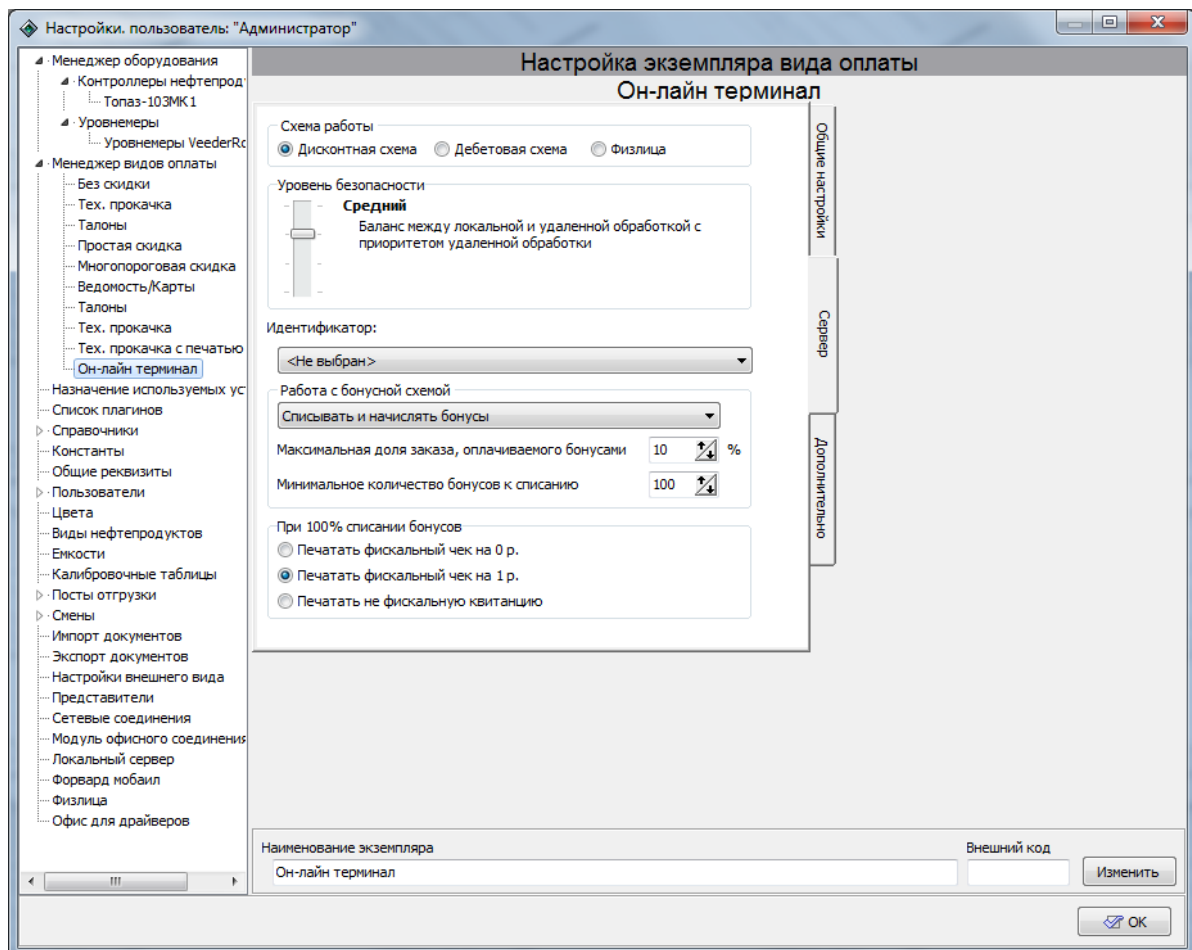 Настройки. пользователь: "Администратор"
Менеджер оборудования
Контроллеры нефтепрод
Топаз-103МК1
Уровнемеры
Уровнемеры VeederRo
Менеджер видов оплаты
Без скидки
Тех. прокачка
Талоны
Простая скидка
Многопороговая скидка
Ведомость/Карты
Талоны
Тех. прокачка
Тех. прокачка с печатью
Он-лайн терминал
Назначение используемых ус
Список плагинов
Справочники
Константы
Общие реквизиты
Пользователи
Цвета
Виды нефтепродуктов
Емкости
Калибровочные таблицы
Посты отгрузки
Смены
Импорт документов
Экспорт документов
Настройки внешнего вида
Представители
Сетевые соединения
Модуль офисного соединения
Локальный сервер
Форвард мобаил
Физлица
Офис для драйверов
Настройка экземпляра вида оплаты
Он-лайн терминал
Схема работы
Дисконтная схема Дебетовая схема Физлица
Уровень безопасности
Средний
Баланс между локальной и удаленной обработкой с
приоритетом удаленной обработки
Идентификатор:
<Не выбран>
Работа с бонусной схемой
Списывать и начислять бонусы
Максимальная доля заказа, оплачиваемого бонусами 10 %
Минимальное количество бонусов к списанию 100
При 100% списании бонусов
Печатать фискальный чек на 0 р.
Печатать фискальный чек на 1 р.
Печатать не фискальную квитанцию
Общие настройки
Сервер
Дополнительно
Наименование экземпляра Внешний код
Он-лайн терминал Изменить
OK